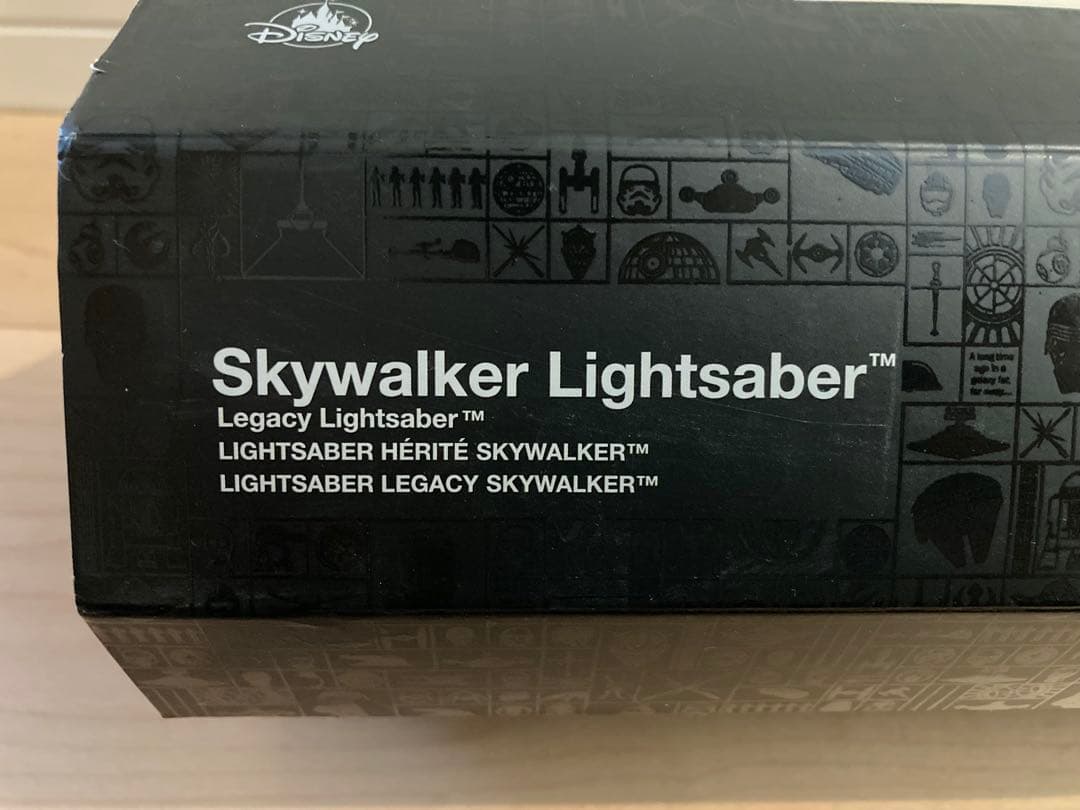 Disney
Skywalker Lightsaber™
Legacy Lightsaber™
LIGHTSABER HÉRITÉ SKYWALKER™
LIGHTSABER LEGACY SKYWALKER™
A long time
ago in a
galaxy far,
far away...